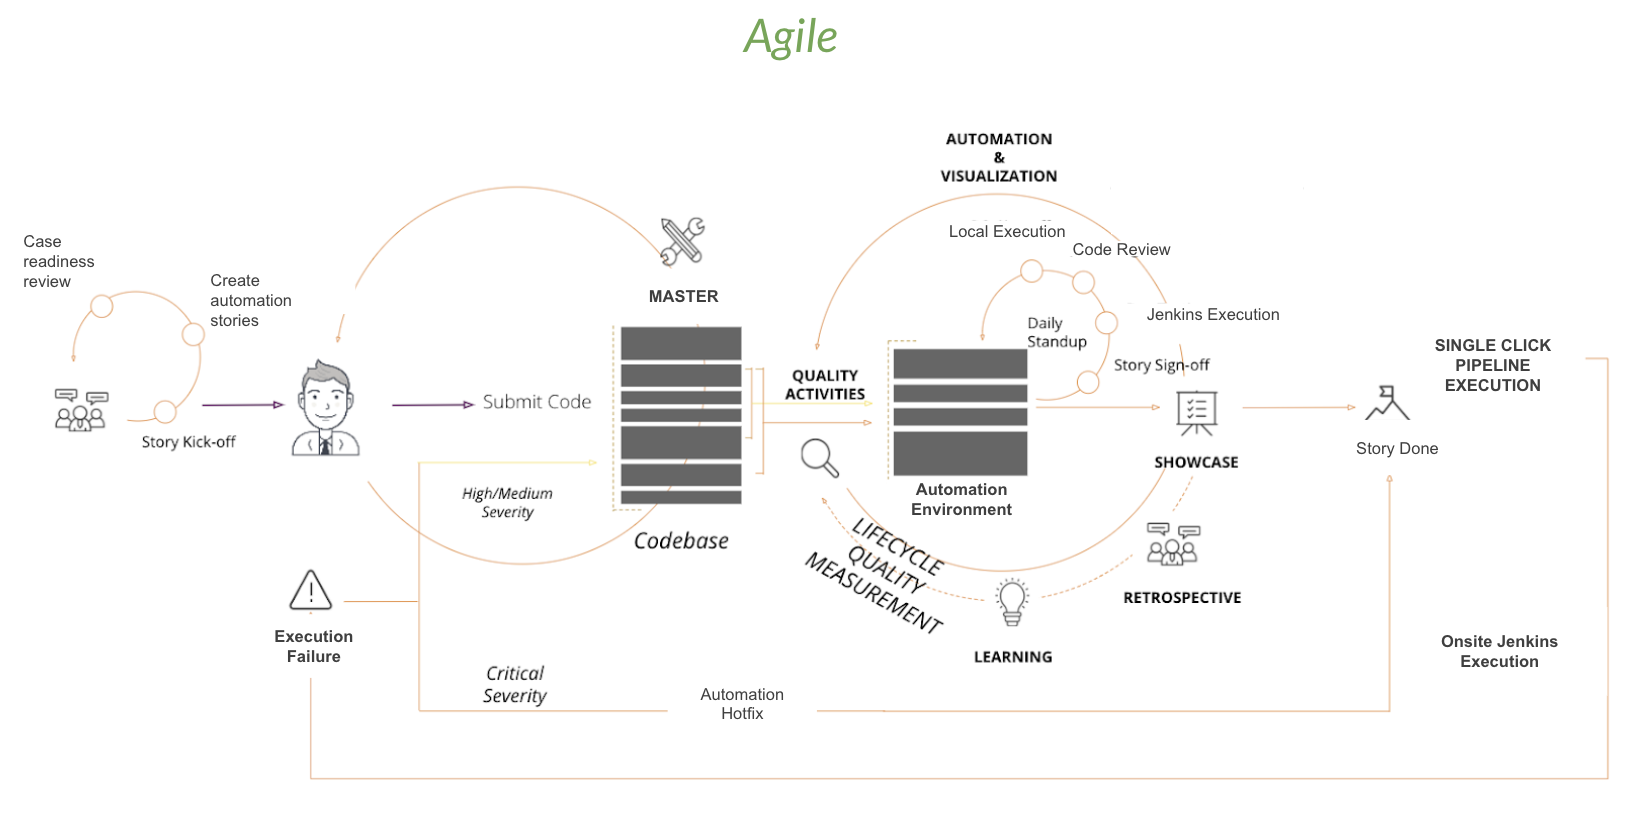 Agile
AUTOMATION
&
VISUALIZATION
Case
readiness
review
Create
automation
stories
Story Kick-off
Submit Code
MASTER
Codebase
High/Medium
Severity
QUALITY
ACTIVITIES
Local Execution
Code Review
Jenkins Execution
Daily
Standup
Story Sign-off
Automation
Environment
SHOWCASE
Story Done
SINGLE CLICK
PIPELINE
EXECUTION
LIFECYCLE
QUALITY
MEASUREMENT
RETROSPECTIVE
LEARNING
Execution
Failure
Critical
Severity
Automation
Hotfix
Onsite Jenkins
Execution